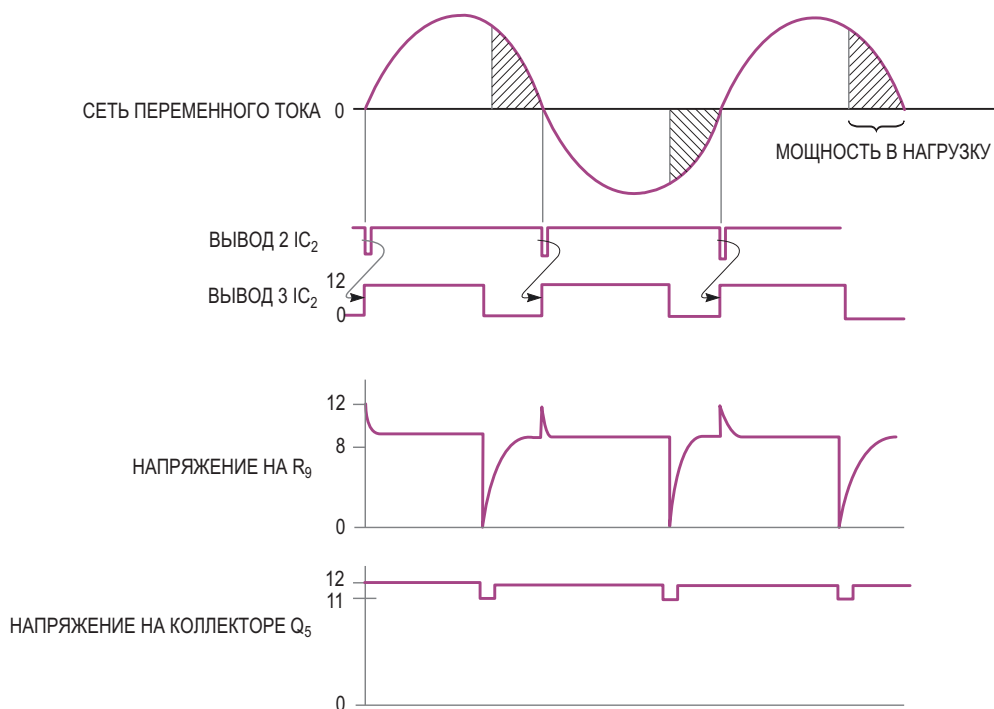 СЕТЬ ПЕРЕМЕННОГО ТОКА 0
МОЩНОСТЬ В НАГРУЗКУ
ВЫВОД 2 IC2
12
ВЫВОД 3 IC2
0
12
8
НАПРЯЖЕНИЕ НА R9
0
12
11
НАПРЯЖЕНИЕ НА КОЛЛЕКТОРЕ Q5
0